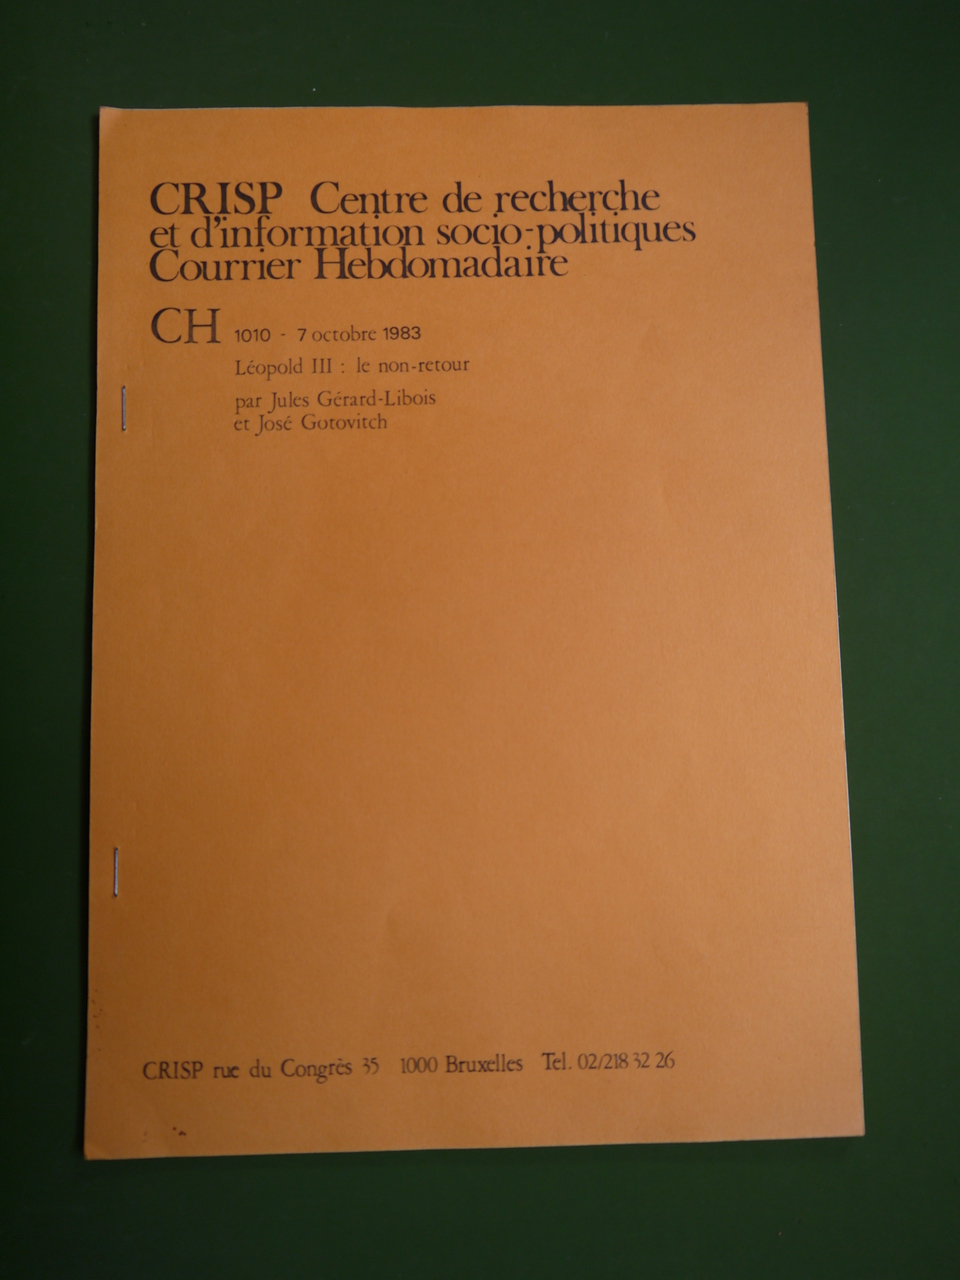 CRISP Centre de recherche
et d'information socio-politiques
Courrier Hebdomadaire
CH 1010 - 7 octobre 1983
Léopold III : le non-retour
par Jules Gérard-Libois
et José Gotovitch
CRISP rue du Congrès 35 1000 Bruxelles Tel. 02/218 32 26